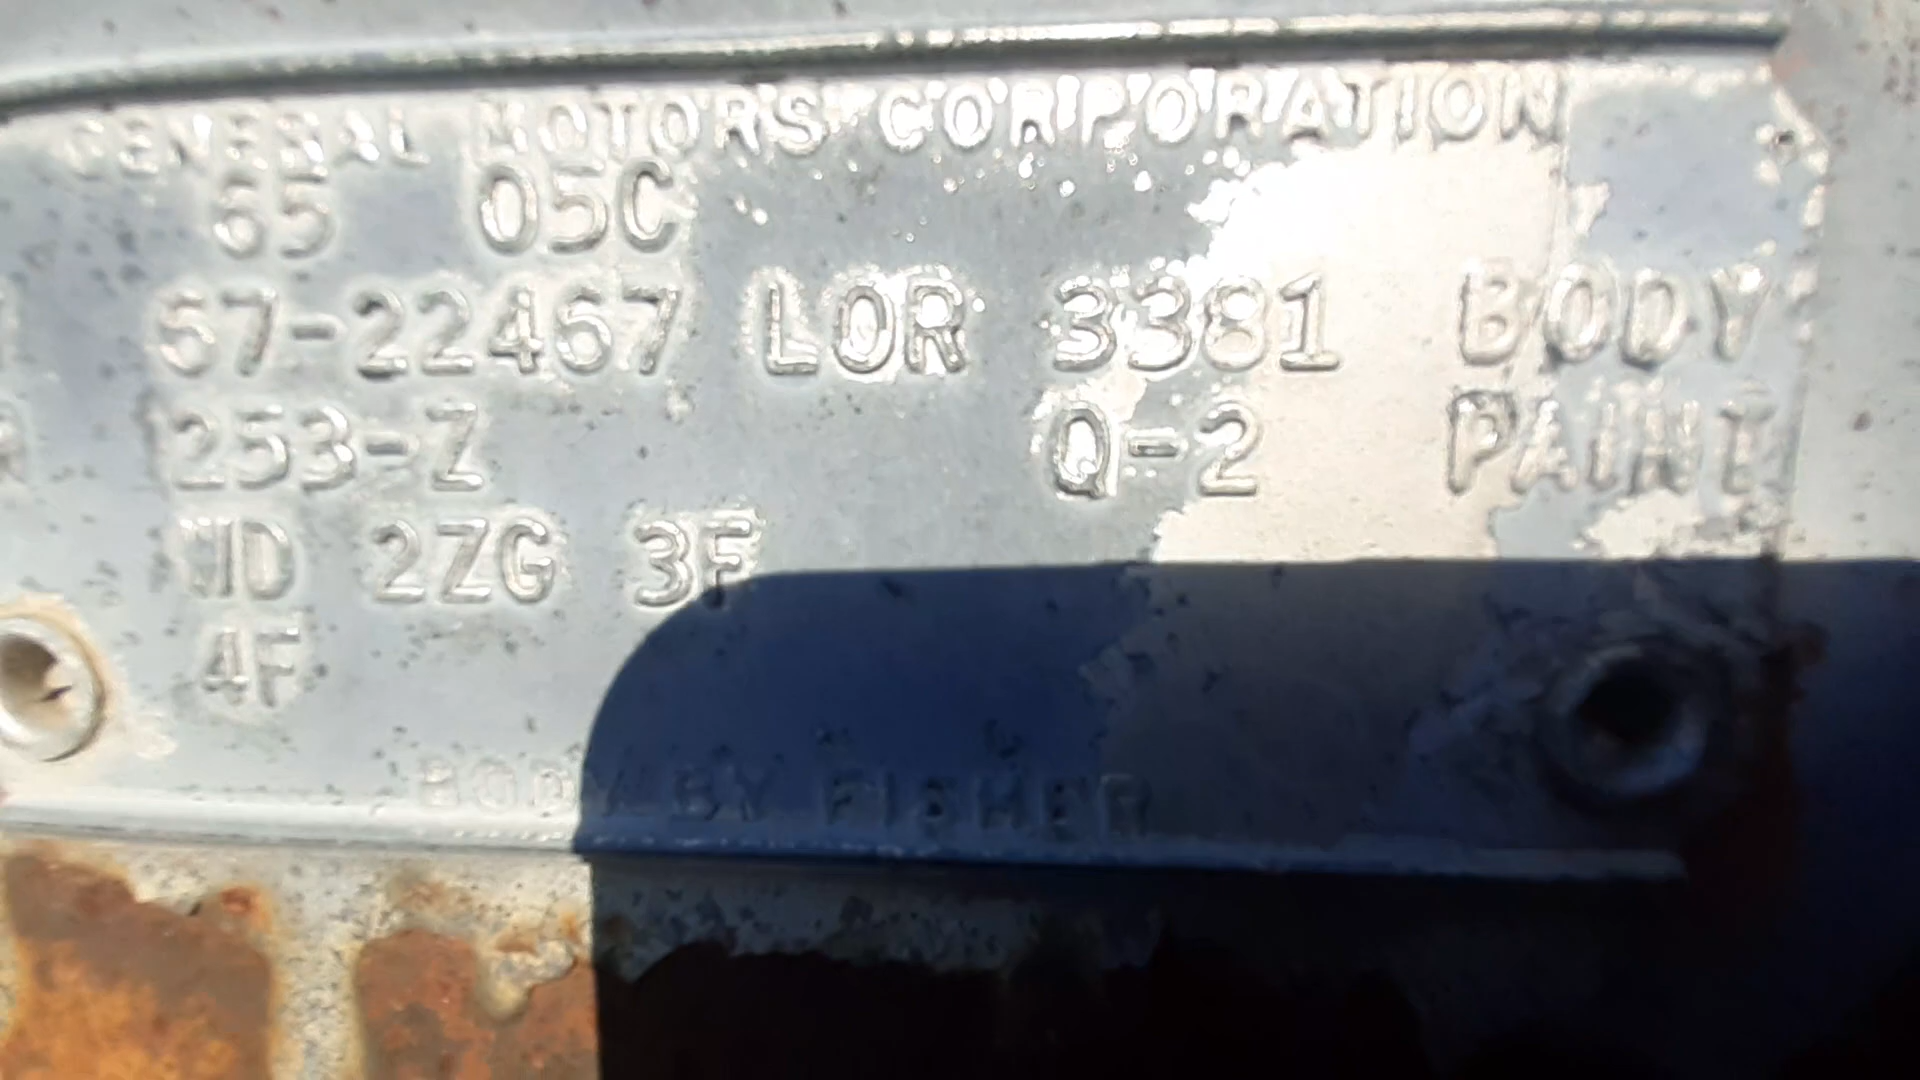 GENERAL MOTORS CORPORATION
65 05C
67-22467 LOR 3381 BODY
253-Z Q-2 PAINT
WD 2ZG 3F
4F
BODY BY FISHER